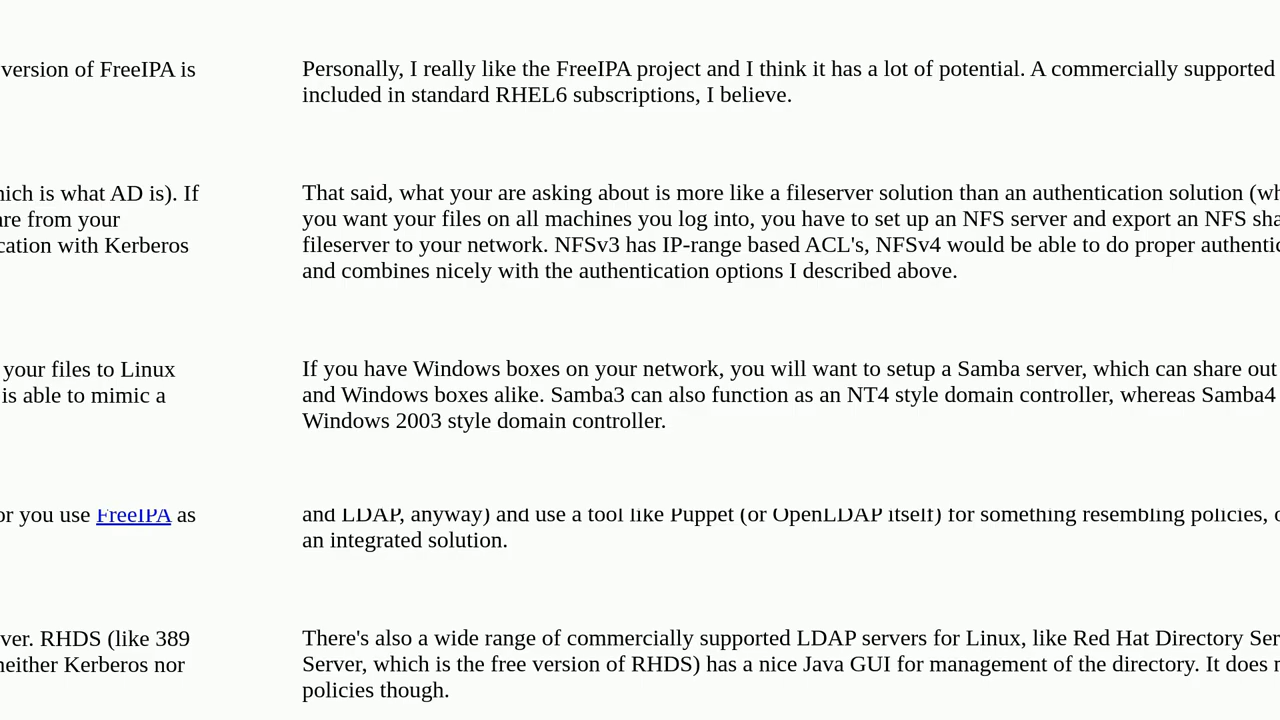 version of FreeIPA is
hich is what AD is). If
are from your
cation with Kerberos
your files to Linux
is able to mimic a
or you use FreeIPA as
ver. RHDS (like 389
neither Kerberos nor
Personally, I really like the FreeIPA project and I think it has a lot of potential. A commercially supported
included in standard RHEL6 subscriptions, I believe.
That said, what your are asking about is more like a fileserver solution than an authentication solution (wh
you want your files on all machines you log into, you have to set up an NFS server and export an NFS sha
fileserver to your network. NFSv3 has IP-range based ACL's, NFSv4 would be able to do proper authentic
and combines nicely with the authentication options I described above.
If you have Windows boxes on your network, you will want to setup a Samba server, which can share out
and Windows boxes alike. Samba3 can also function as an NT4 style domain controller, whereas Samba4
Windows 2003 style domain controller.
and LDAP, anyway) and use a tool like Puppet (or OpenLDAP itself) for something resembling policies, o
an integrated solution.
There's also a wide range of commercially supported LDAP servers for Linux, like Red Hat Directory Ser
Server, which is the free version of RHDS) has a nice Java GUI for management of the directory. It does n
policies though.